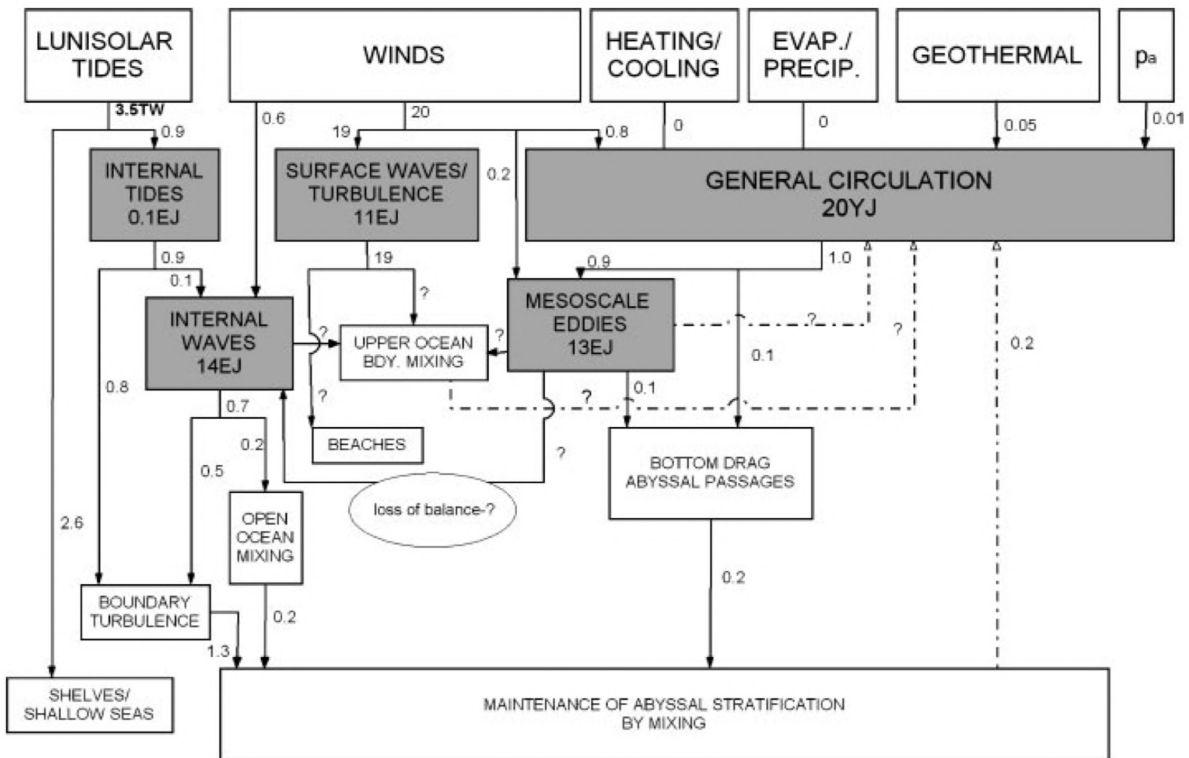 LUNISOLAR
TIDES
WINDS
HEATING/
COOLING
EVAP./
PRECIP.
GEOTHERMAL
pa
3.5TW
0.9
0.6
20
19
0.2
0.8
0
0
0.05
0.01
INTERNAL
TIDES
0.1EJ
SURFACE WAVES/
TURBULENCE
11EJ
GENERAL CIRCULATION
20YJ
0.9
0.1
19
0.9
1.0
INTERNAL
WAVES
14EJ
?
?
UPPER OCEAN
BDY. MIXING
?
MESOSCALE
EDDIES
13EJ
?
?
0.2
0.8
0.7
?
0.1
0.1
?
BEACHES
0.2
0.5
?
BOTTOM DRAG
ABYSSAL PASSAGES
loss of balance-?
OPEN
OCEAN
MIXING
2.6
0.2
BOUNDARY
TURBULENCE
0.2
1.3
SHELVES/
SHALLOW SEAS
MAINTENANCE OF ABYSSAL STRATIFICATION
BY MIXING